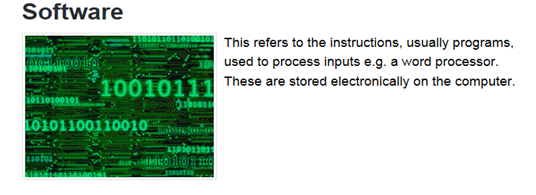 Software
This refers to the instructions, usually programs,
used to process inputs e.g. a word processor.
These are stored electronically on the computer.
10010111
10101100110010